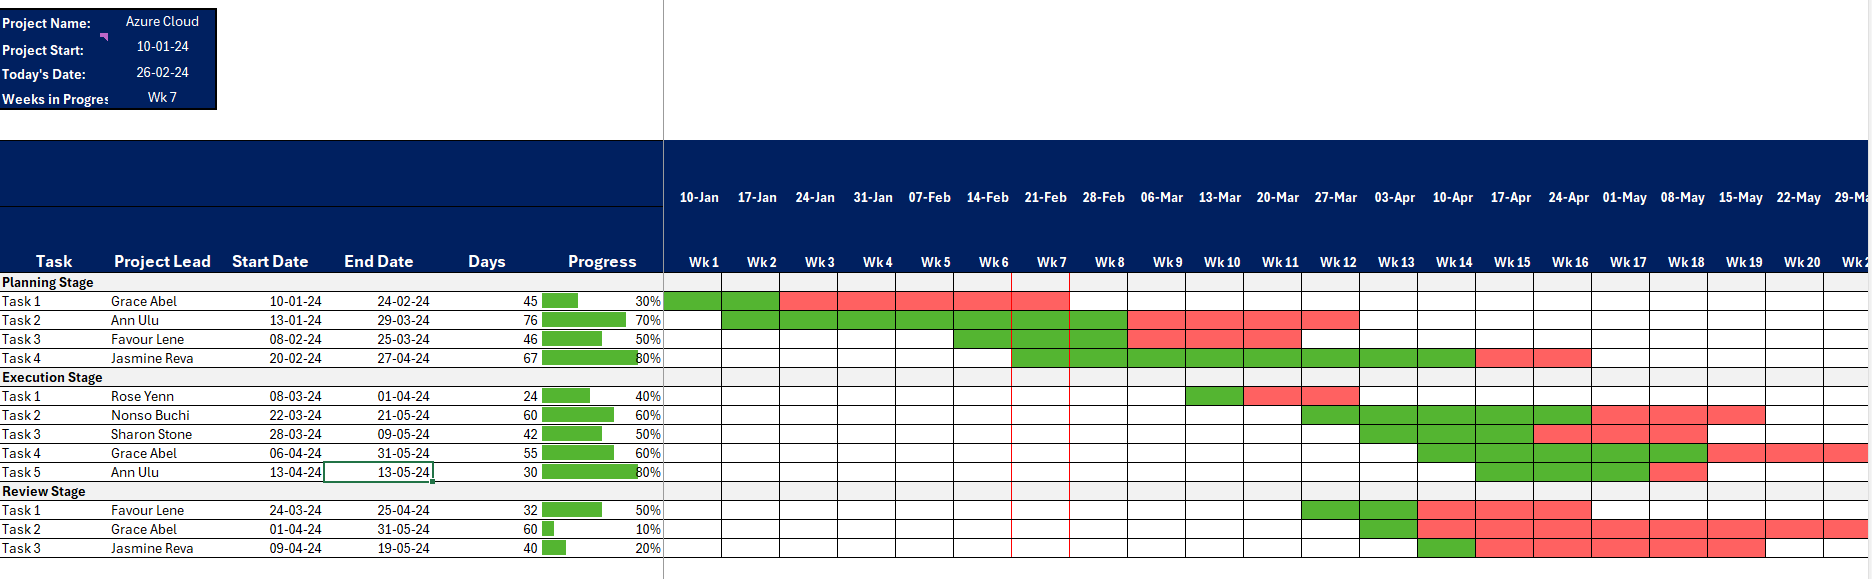 Project Name: Azure Cloud
Project Start: 10-01-24
Today's Date: 26-02-24
Weeks in Progres Wk 7
10-Jan 17-Jan 24-Jan 31-Jan 07-Feb 14-Feb 21-Feb 28-Feb 06-Mar 13-Mar 20-Mar 27-Mar 03-Apr 10-Apr 17-Apr 24-Apr 01-May 08-May 15-May 22-May 29-Ma
Task Project Lead Start Date End Date Days Progress Wk 1 Wk 2 Wk 3 Wk 4 Wk 5 Wk 6 Wk 7 Wk 8 Wk 9 Wk 10 Wk 11 Wk 12 Wk 13 Wk 14 Wk 15 Wk 16 Wk 17 Wk 18 Wk 19 Wk 20 Wk 2
Planning Stage
Task 1 Grace Abel 10-01-24 24-02-24 45 30%
Task 2 Ann Ulu 13-01-24 29-03-24 76 70%
Task 3 Favour Lene 08-02-24 25-03-24 46 50%
Task 4 Jasmine Reva 20-02-24 27-04-24 67 80%
Execution Stage
Task 1 Rose Yenn 08-03-24 01-04-24 24 40%
Task 2 Nonso Buchi 22-03-24 21-05-24 60 60%
Task 3 Sharon Stone 28-03-24 09-05-24 42 50%
Task 4 Grace Abel 06-04-24 31-05-24 55 60%
Task 5 Ann Ulu 13-04-24 13-05-24 30 80%
Review Stage
Task 1 Favour Lene 24-03-24 25-04-24 32 50%
Task 2 Grace Abel 01-04-24 31-05-24 60 10%
Task 3 Jasmine Reva 09-04-24 19-05-24 40 20%